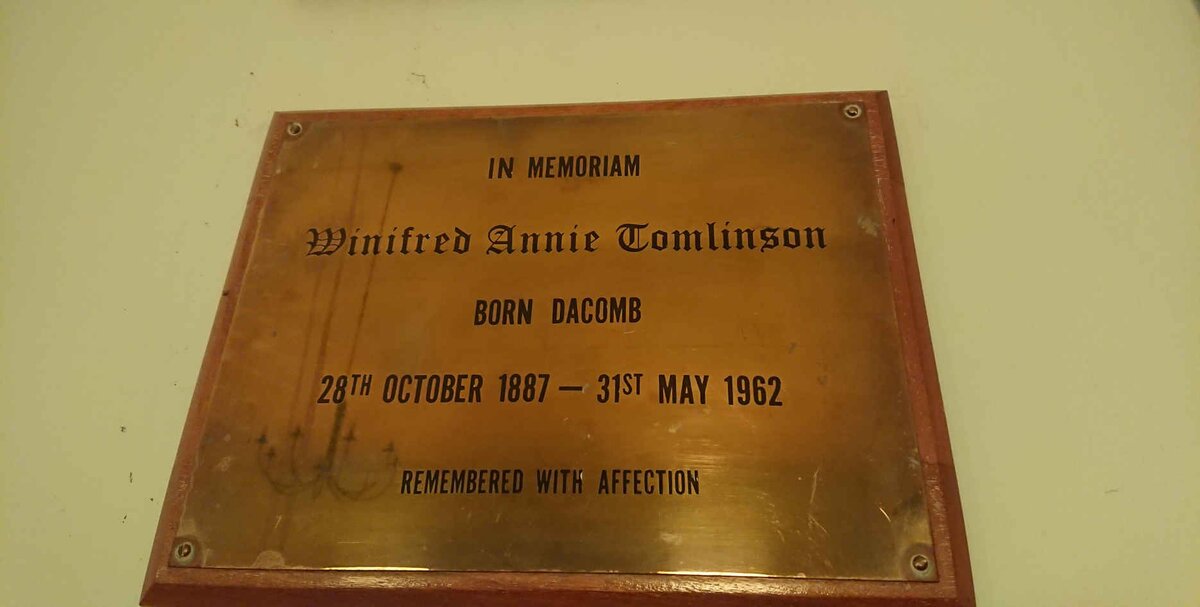 IN MEMORIAM
Winifred Annie Tomlinson
BORN DACOMB
28TH OCTOBER 1887 — 31ST MAY 1962
REMEMBERED WITH AFFECTION